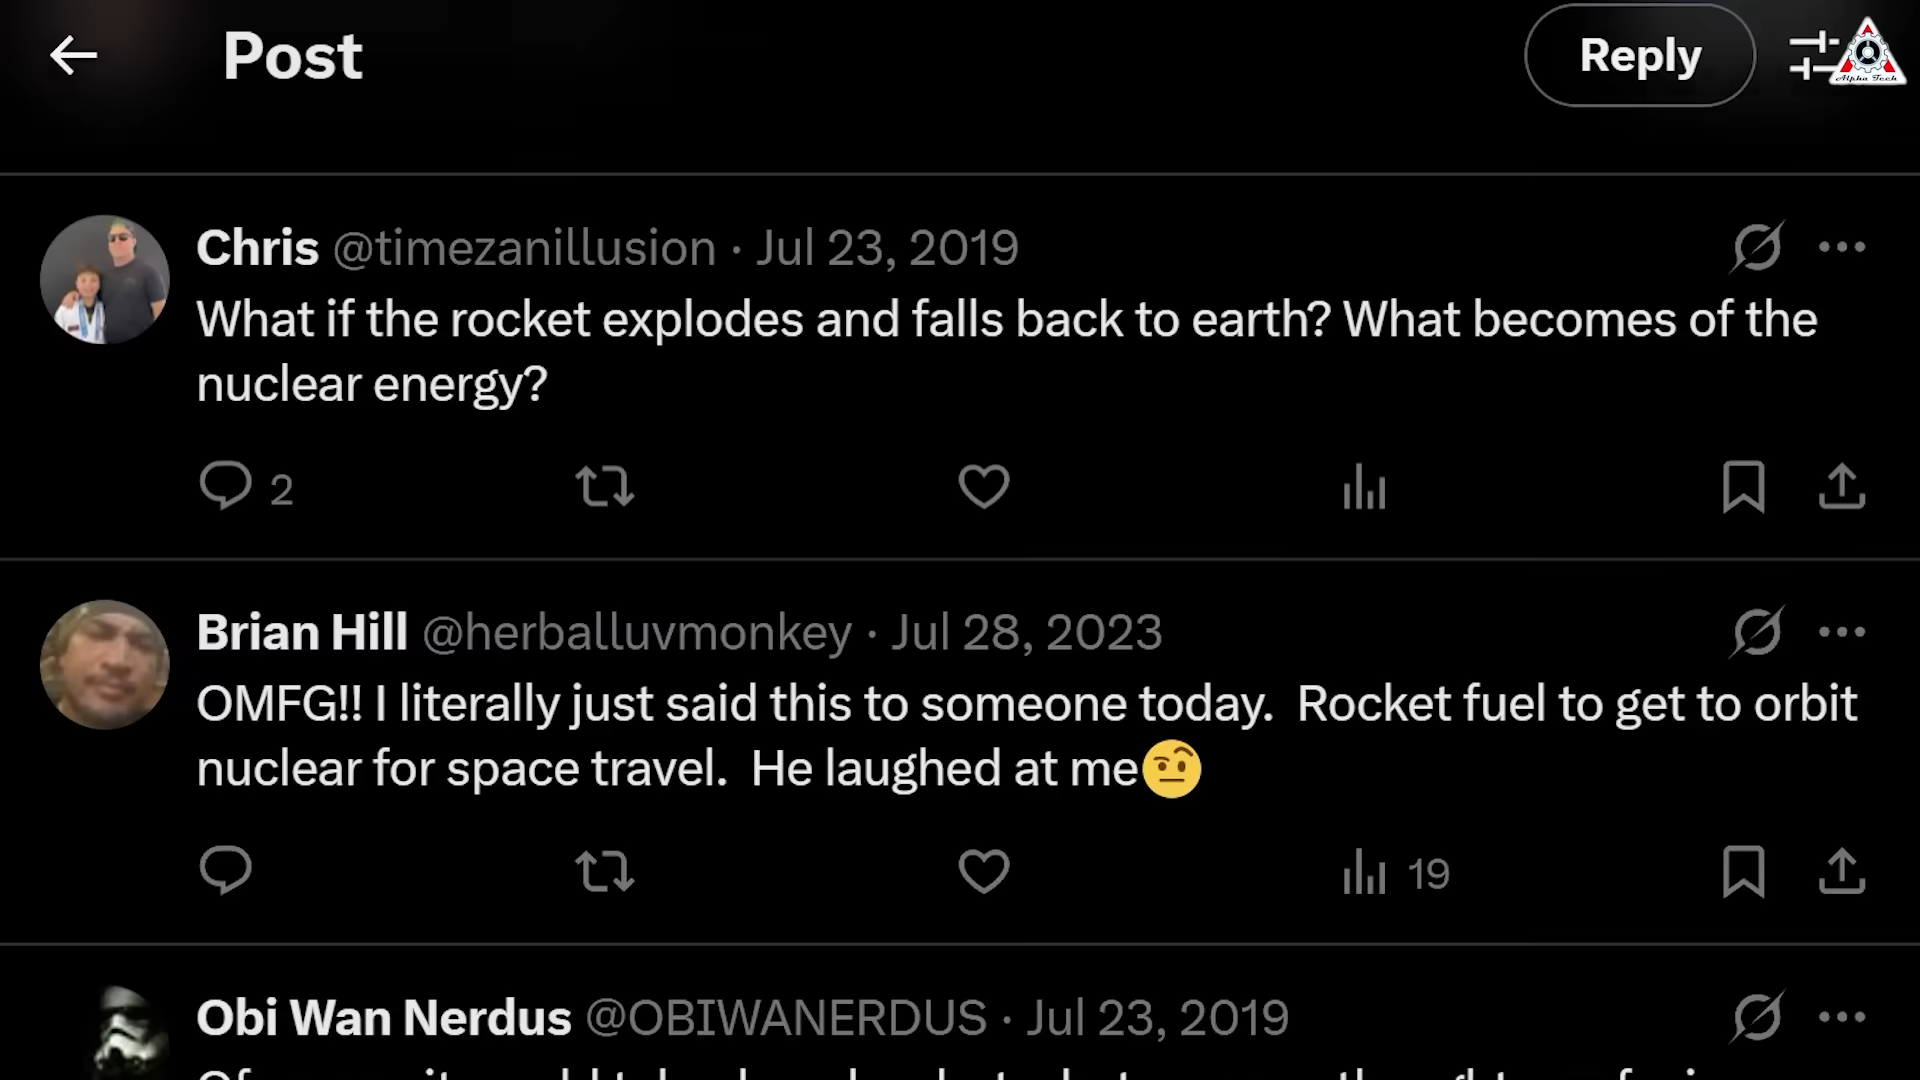 Post
Reply
Alpha Tech
Chris @timezanillusion · Jul 23, 2019
What if the rocket explodes and falls back to earth? What becomes of the
nuclear energy?
2
Brian Hill @herballuvmonkey · Jul 28, 2023
OMFG!! I literally just said this to someone today.  Rocket fuel to get to orbit
nuclear for space travel.  He laughed at me🤨
19
Obi Wan Nerdus @OBIWANERDUS · Jul 23, 2019